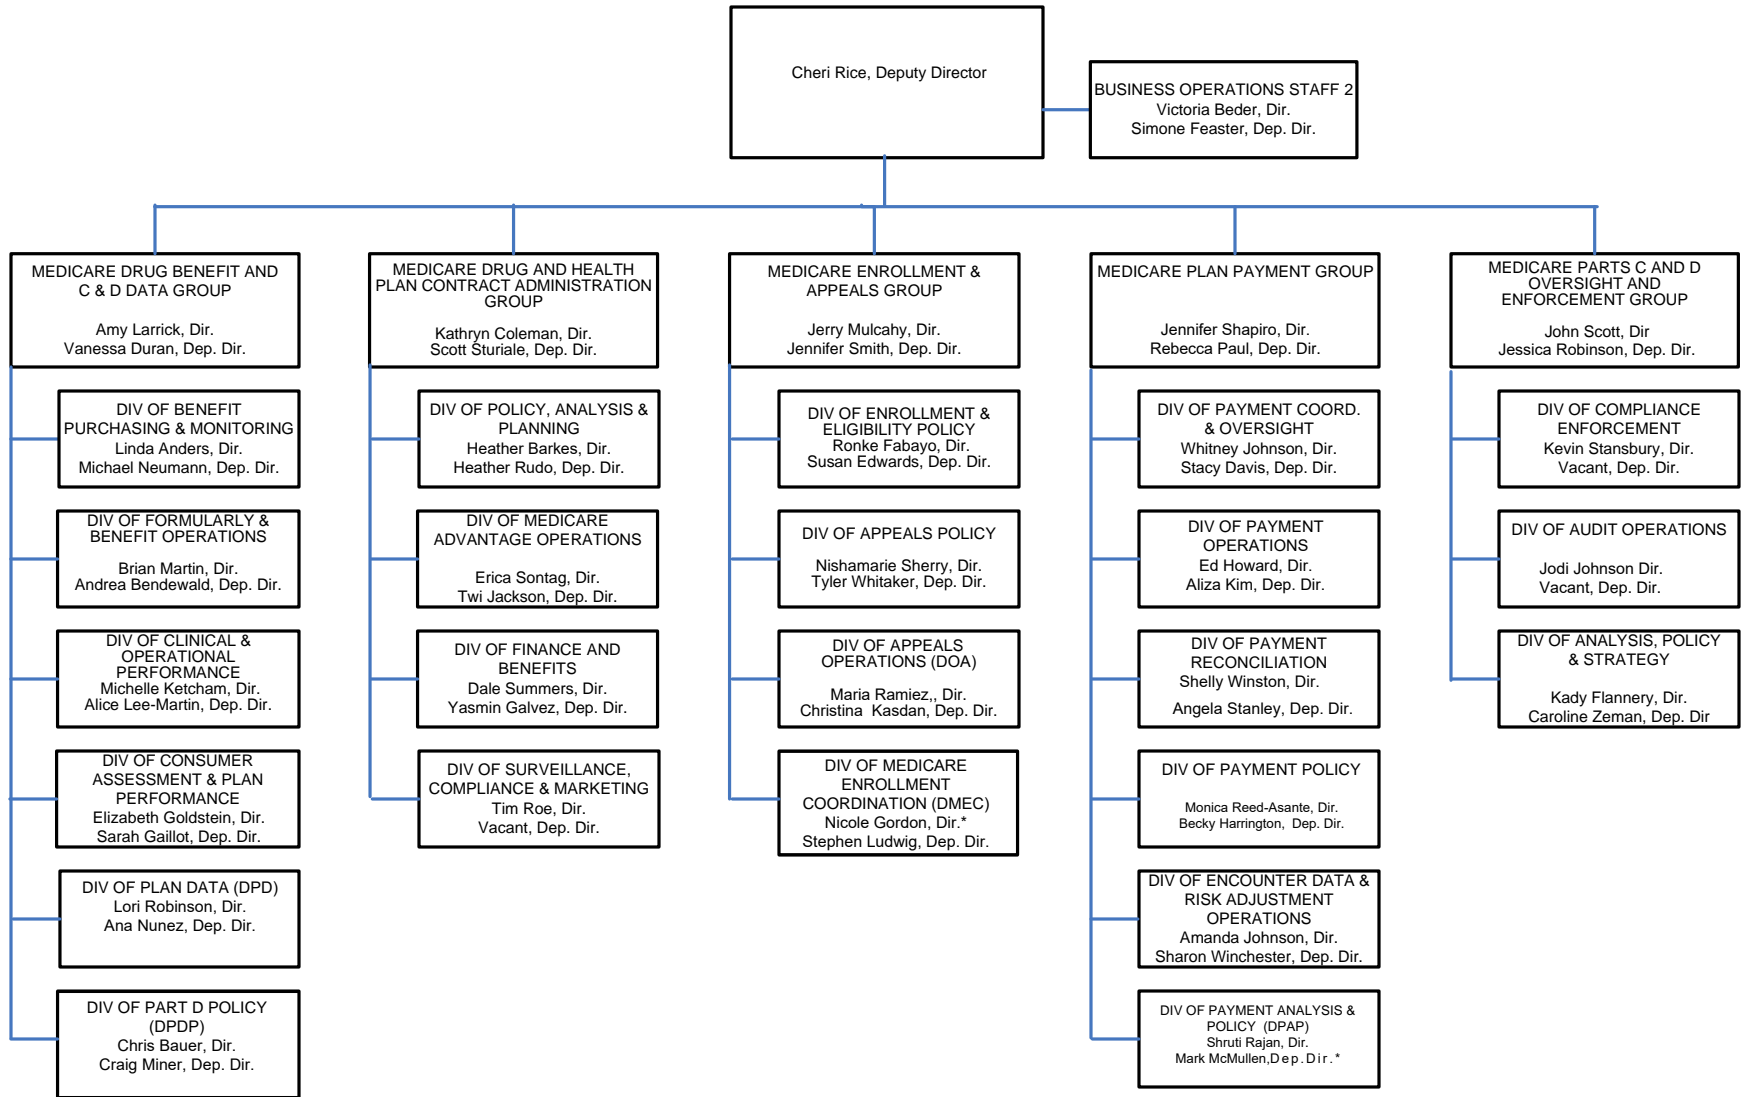 Cheri Rice, Deputy Director
BUSINESS OPERATIONS STAFF 2
Victoria Beder, Dir.
Simone Feaster, Dep. Dir.
MEDICARE DRUG BENEFIT AND
C & D DATA GROUP
Amy Larrick, Dir.
Vanessa Duran, Dep. Dir.
DIV OF BENEFIT
PURCHASING & MONITORING
Linda Anders, Dir.
Michael Neumann, Dep. Dir.
DIV OF FORMULARLY &
BENEFIT OPERATIONS
Brian Martin, Dir.
Andrea Bendewald, Dep. Dir.
DIV OF CLINICAL &
OPERATIONAL
PERFORMANCE
Michelle Ketcham, Dir.
Alice Lee-Martin, Dep. Dir.
DIV OF CONSUMER
ASSESSMENT & PLAN
PERFORMANCE
Elizabeth Goldstein, Dir.
Sarah Gaillot, Dep. Dir.
DIV OF PLAN DATA (DPD)
Lori Robinson, Dir.
Ana Nunez, Dep. Dir.
DIV OF PART D POLICY
(DPDP)
Chris Bauer, Dir.
Craig Miner, Dep. Dir.
MEDICARE DRUG AND HEALTH
PLAN CONTRACT ADMINISTRATION
GROUP
Kathryn Coleman, Dir.
Scott Sturiale, Dep. Dir.
DIV OF POLICY, ANALYSIS &
PLANNING
Heather Barkes, Dir.
Heather Rudo, Dep. Dir.
DIV OF MEDICARE
ADVANTAGE OPERATIONS
Erica Sontag, Dir.
Twi Jackson, Dep. Dir.
DIV OF FINANCE AND
BENEFITS
Dale Summers, Dir.
Yasmin Galvez, Dep. Dir.
DIV OF SURVEILLANCE,
COMPLIANCE & MARKETING
Tim Roe, Dir.
Vacant, Dep. Dir.
MEDICARE ENROLLMENT &
APPEALS GROUP
Jerry Mulcahy, Dir.
Jennifer Smith, Dep. Dir.
DIV OF ENROLLMENT &
ELIGIBILITY POLICY
Ronke Fabayo, Dir.
Susan Edwards, Dep. Dir.
DIV OF APPEALS POLICY
Nishamarie Sherry, Dir.
Tyler Whitaker, Dep. Dir.
DIV OF APPEALS
OPERATIONS (DOA)
Maria Ramiez,, Dir.
Christina Kasdan, Dep. Dir.
DIV OF MEDICARE
ENROLLMENT
COORDINATION (DMEC)
Nicole Gordon, Dir.*
Stephen Ludwig, Dep. Dir.
MEDICARE PLAN PAYMENT GROUP
Jennifer Shapiro, Dir.
Rebecca Paul, Dep. Dir.
DIV OF PAYMENT COORD.
& OVERSIGHT
Whitney Johnson, Dir.
Stacy Davis, Dep. Dir.
DIV OF PAYMENT
OPERATIONS
Ed Howard, Dir.
Aliza Kim, Dep. Dir.
DIV OF PAYMENT
RECONCILIATION
Shelly Winston, Dir.
Angela Stanley, Dep. Dir.
DIV OF PAYMENT POLICY
Monica Reed-Asante, Dir.
Becky Harrington, Dep. Dir.
DIV OF ENCOUNTER DATA &
RISK ADJUSTMENT
OPERATIONS
Amanda Johnson, Dir.
Sharon Winchester, Dep. Dir.
DIV OF PAYMENT ANALYSIS &
POLICY (DPAP)
Shruti Rajan, Dir.
Mark McMullen,Dep.Dir.*
MEDICARE PARTS C AND D
OVERSIGHT AND
ENFORCEMENT GROUP
John Scott, Dir
Jessica Robinson, Dep. Dir.
DIV OF COMPLIANCE
ENFORCEMENT
Kevin Stansbury, Dir.
Vacant, Dep. Dir.
DIV OF AUDIT OPERATIONS
Jodi Johnson Dir.
Vacant, Dep. Dir.
DIV OF ANALYSIS, POLICY
& STRATEGY
Kady Flannery, Dir.
Caroline Zeman, Dep. Dir